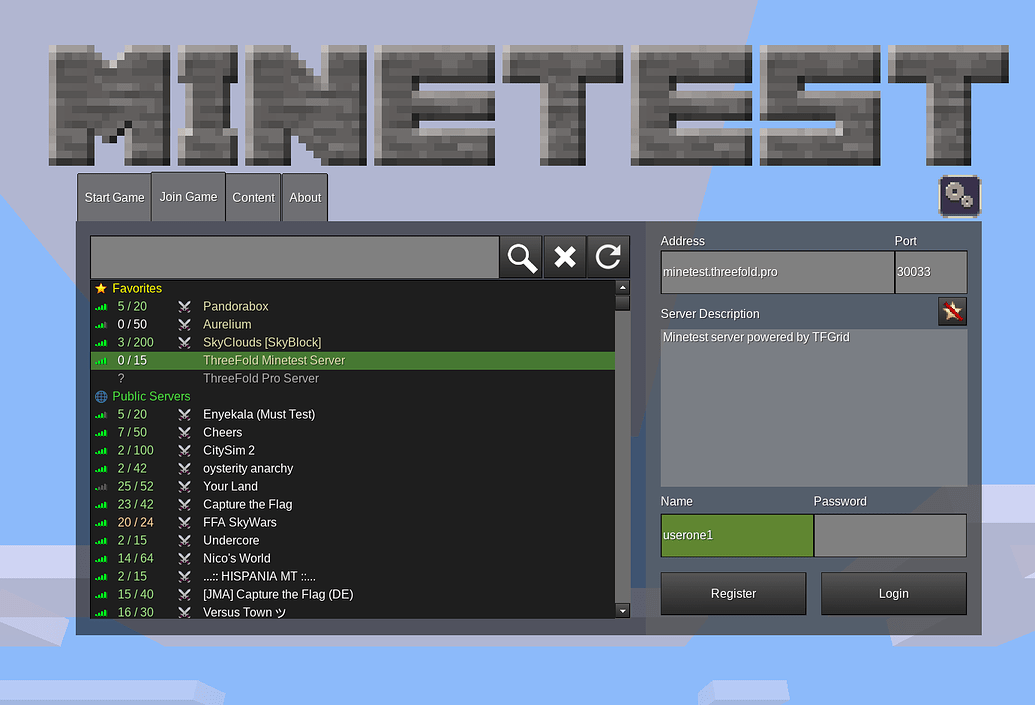 MINETEST
Start Game Join Game Content About
Address Port
minetest.threefold.pro 30033
Server Description
Minetest server powered by TFGrid
Favorites
5 / 20 Pandorabox
0 / 50 Aurelium
3 / 200 SkyClouds [SkyBlock]
0 / 15 ThreeFold Minetest Server
? ThreeFold Pro Server
Public Servers
5 / 20 Enyekala (Must Test)
7 / 50 Cheers
2 / 100 CitySim 2
2 / 42 oysterity anarchy
25 / 52 Your Land
23 / 42 Capture the Flag
20 / 24 FFA SkyWars
2 / 15 Undercore
14 / 64 Nico's World
2 / 15 ...:: HISPANIA MT ::...
15 / 40 [JMA] Capture the Flag (DE)
16 / 30 Versus Town ツ
Name Password
userone1
Register Login